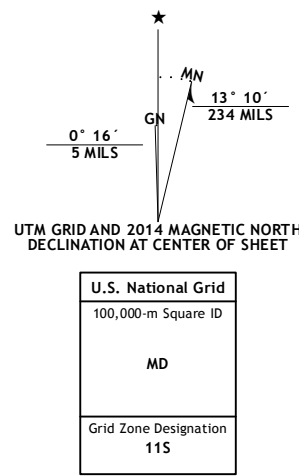 MN
GN
13° 10´
234 MILS
0° 16´
5 MILS
UTM GRID AND 2014 MAGNETIC NORTH
DECLINATION AT CENTER OF SHEET
U.S. National Grid
100,000-m Square ID
MD
Grid Zone Designation
11S